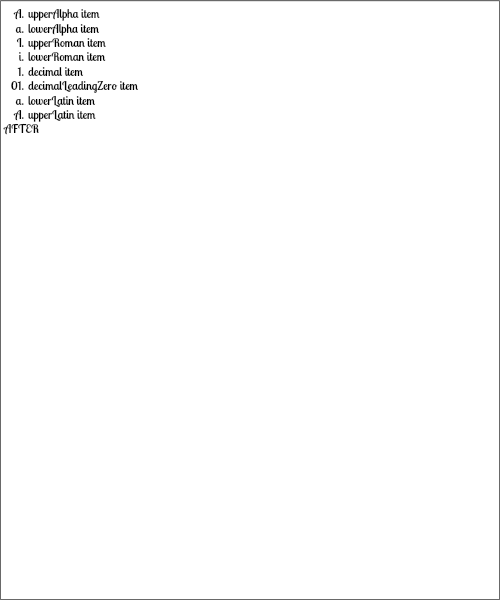 A. upperAlpha item
a. lowerAlpha item
I. upperRoman item
i. lowerRoman item
1. decimal item
01. decimalLeadingZero item
a. lowerLatin item
A. upperLatin item
AFTER